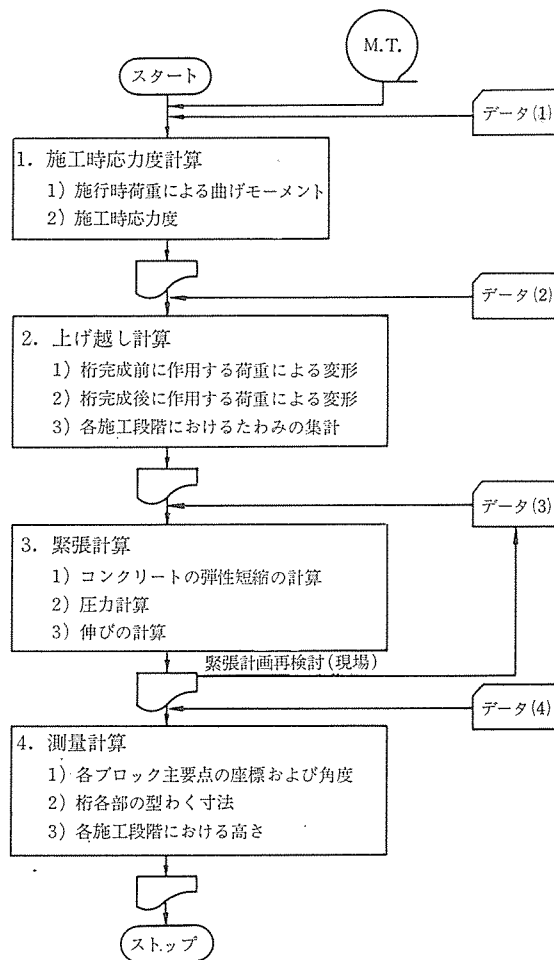 M.T.
スタート
データ(1)
1. 施工時応力度計算
1) 施行時荷重による曲げモーメント
2) 施工時応力度
データ(2)
2. 上げ越し計算
1) 桁完成前に作用する荷重による変形
2) 桁完成後に作用する荷重による変形
3) 各施工段階におけるたわみの集計
データ(3)
3. 緊張計算
1) コンクリートの弾性短縮の計算
2) 圧力計算
3) 伸びの計算
緊張計画再検討(現場)
データ(4)
4. 測量計算
1) 各ブロック主要点の座標および角度
2) 桁各部の型わく寸法
3) 各施工段階における高さ
ストップ